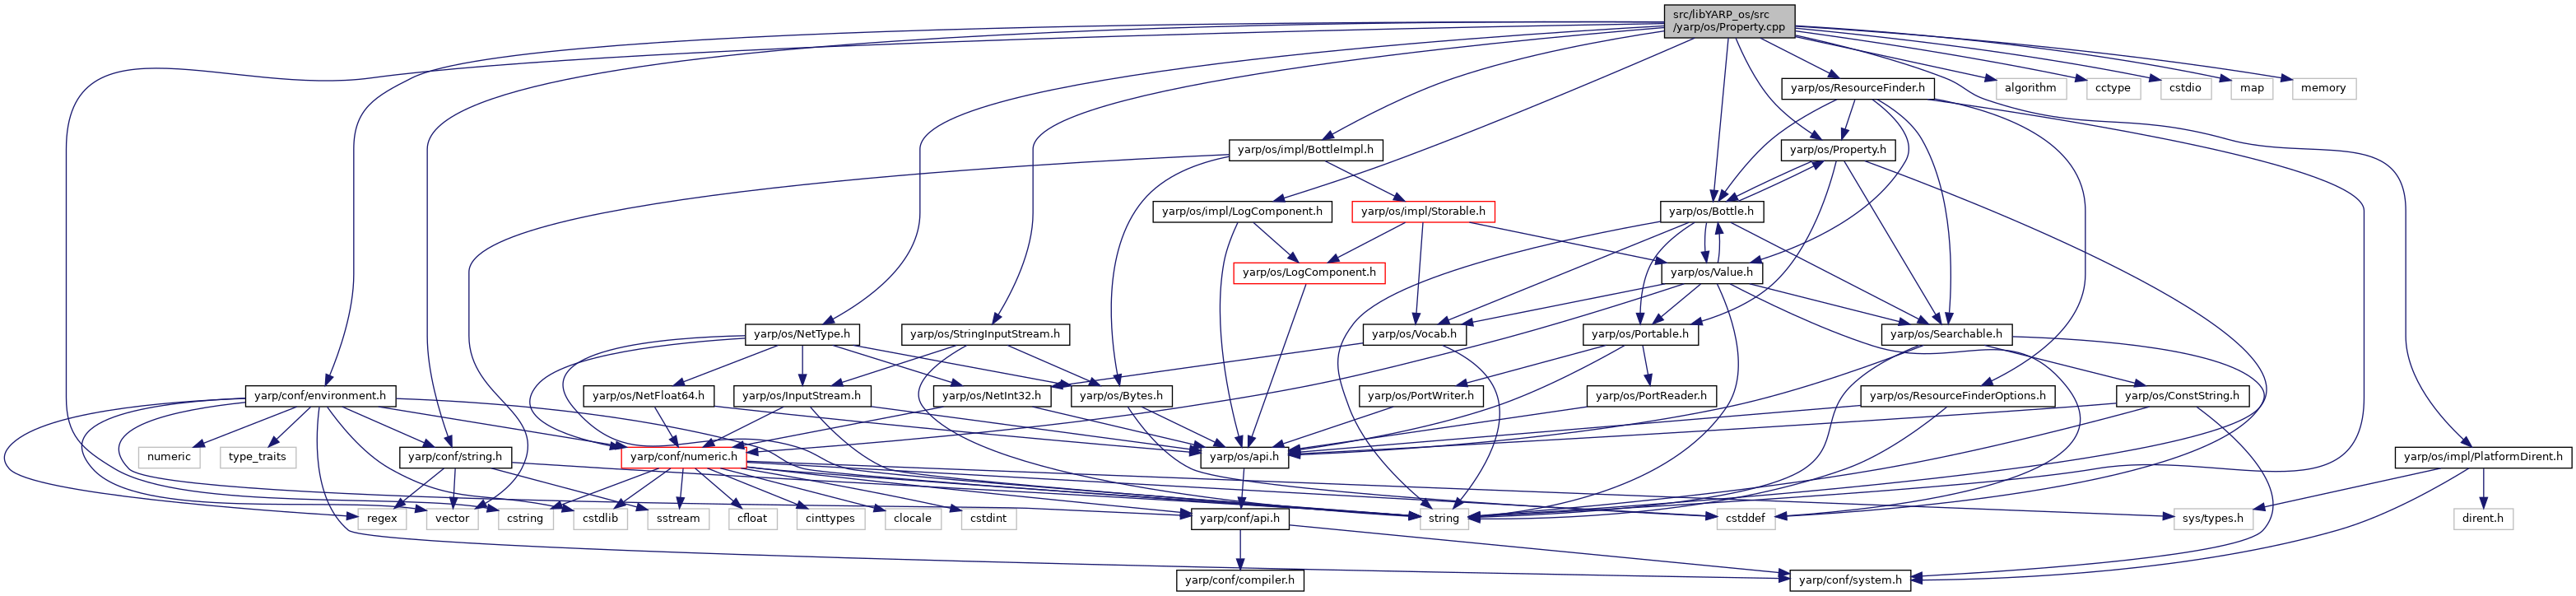 src/libYARP_os/src
/yarp/os/Property.cpp
yarp/os/ResourceFinder.h
algorithm
cctype
cstdio
map
memory
yarp/os/impl/BottleImpl.h
yarp/os/Property.h
yarp/os/impl/LogComponent.h
yarp/os/impl/Storable.h
yarp/os/Bottle.h
yarp/os/LogComponent.h
yarp/os/Value.h
yarp/os/NetType.h
yarp/os/StringInputStream.h
yarp/os/Vocab.h
yarp/os/Portable.h
yarp/os/Searchable.h
yarp/conf/environment.h
yarp/os/NetFloat64.h
yarp/os/InputStream.h
yarp/os/NetInt32.h
yarp/os/Bytes.h
yarp/os/PortWriter.h
yarp/os/PortReader.h
yarp/os/ResourceFinderOptions.h
yarp/os/ConstString.h
numeric
type_traits
yarp/conf/string.h
yarp/conf/numeric.h
yarp/os/api.h
yarp/os/impl/PlatformDirent.h
regex
vector
cstring
cstdlib
sstream
cfloat
cinttypes
clocale
cstdint
yarp/conf/api.h
string
cstddef
sys/types.h
dirent.h
yarp/conf/compiler.h
yarp/conf/system.h